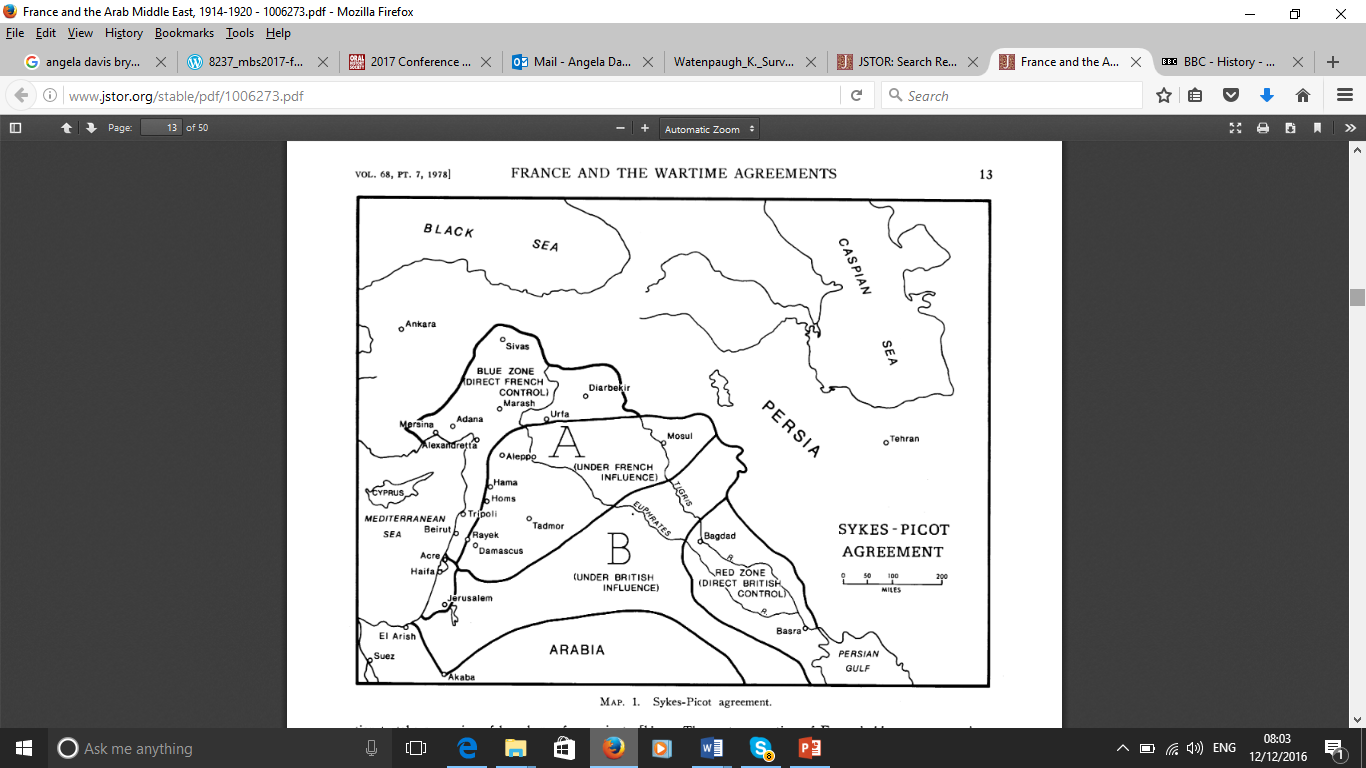 France and the Arab Middle East, 1914-1920 - 1006273.pdf - Mozilla Firefox
File Edit View History Bookmarks Tools Help
angela davis bry...
8237_mbs2017-f...
ORAL HISTORY SOCIETY
2017 Conference ...
Mail - Angela Da...
Watenpaugh_K._Surv...
JSTOR: Search Re...
France and the A...
BBC
BBC - History - ...
www.jstor.org/stable/pdf/1006273.pdf
Search
Page: 13 of 50
Automatic Zoom
VOL. 68, PT. 7, 1978]
FRANCE AND THE WARTIME AGREEMENTS
13
BLACK SEA
CASPIAN SEA
Ankara
Sivas
BLUE ZONE
(DIRECT FRENCH
CONTROL)
Diarbekir
Marash
Urfa
Mersina
Adana
Alexandretta
PERSIA
Tehran
A
Mosul
Aleppo
(UNDER FRENCH
INFLUENCE)
Hama
CYPRUS
Homs
TIGRIS
EUPHRATES
Tripoli
MEDITERRANEAN
SEA
Tadmor
Beirut
Rayek
Bagdad
SYKES-PICOT
AGREEMENT
Damascus
B
Acre
R.
Haifa
(UNDER BRITISH
INFLUENCE)
RED ZONE
(DIRECT BRITISH
CONTROL)
0 50 100 200
MILES
Jerusalem
R.
El Arish
Basra
Suez
ARABIA
PERSIAN
GULF
Akaba
MAP. 1. Sykes-Picot agreement.
Ask me anything
8
ENG
08:03
12/12/2016
1